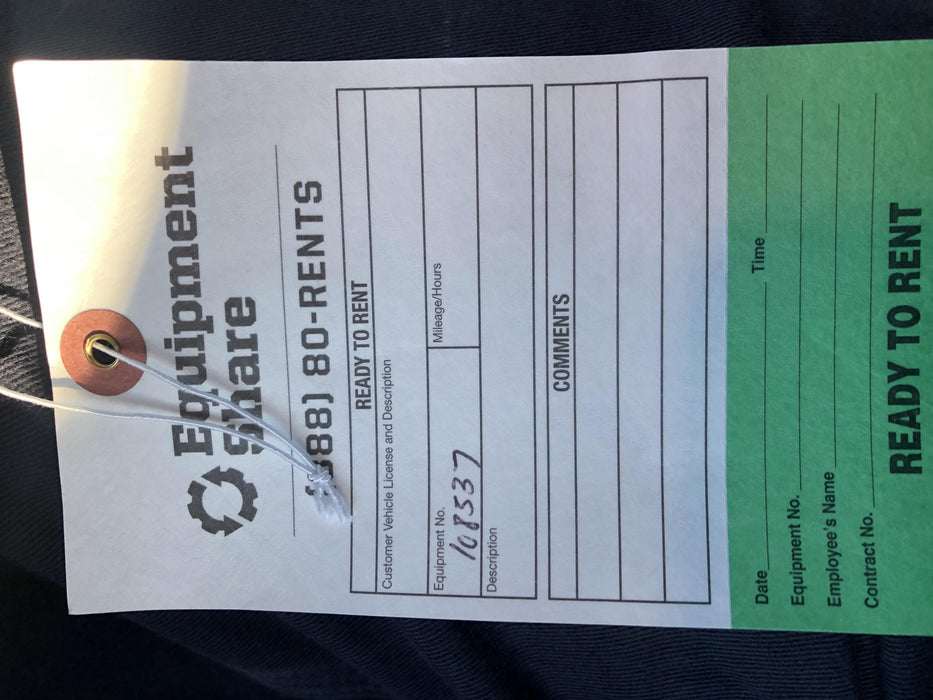 Equipment
Share
88) 80-RENTS
READY TO RENT
Customer Vehicle License and Description
Equipment No. Mileage/Hours
108537
Description
COMMENTS
Date Time
Equipment No.
Employee's Name
Contract No.
READY TO RENT